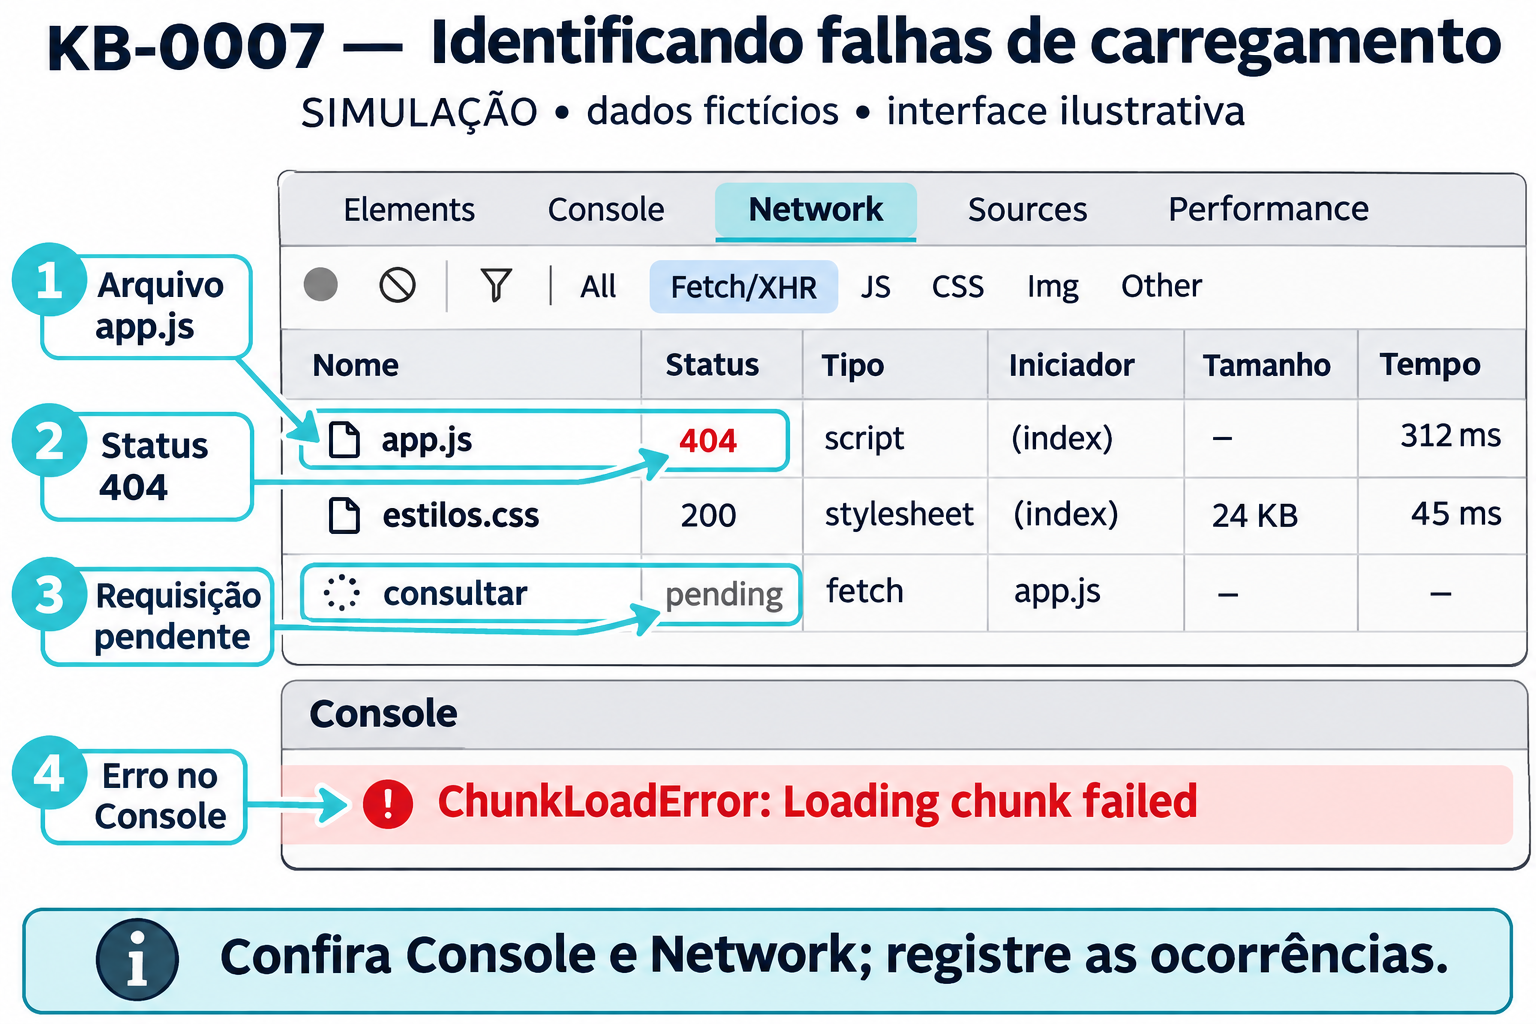 KB-0007 — Identificando falhas de carregamento
SIMULAÇÃO • dados fictícios • interface ilustrativa
Elements Console Network Sources Performance
All Fetch/XHR JS CSS Img Other
1 Arquivo
app.js
Nome Status Tipo Iniciador Tamanho Tempo
app.js 404 script (index) – 312 ms
2 Status
404
estilos.css 200 stylesheet (index) 24 KB 45 ms
3 Requisição
pendente
consultar pending fetch app.js – –
Console
4 Erro no
Console
! ChunkLoadError: Loading chunk failed
i Confira Console e Network; registre as ocorrências.